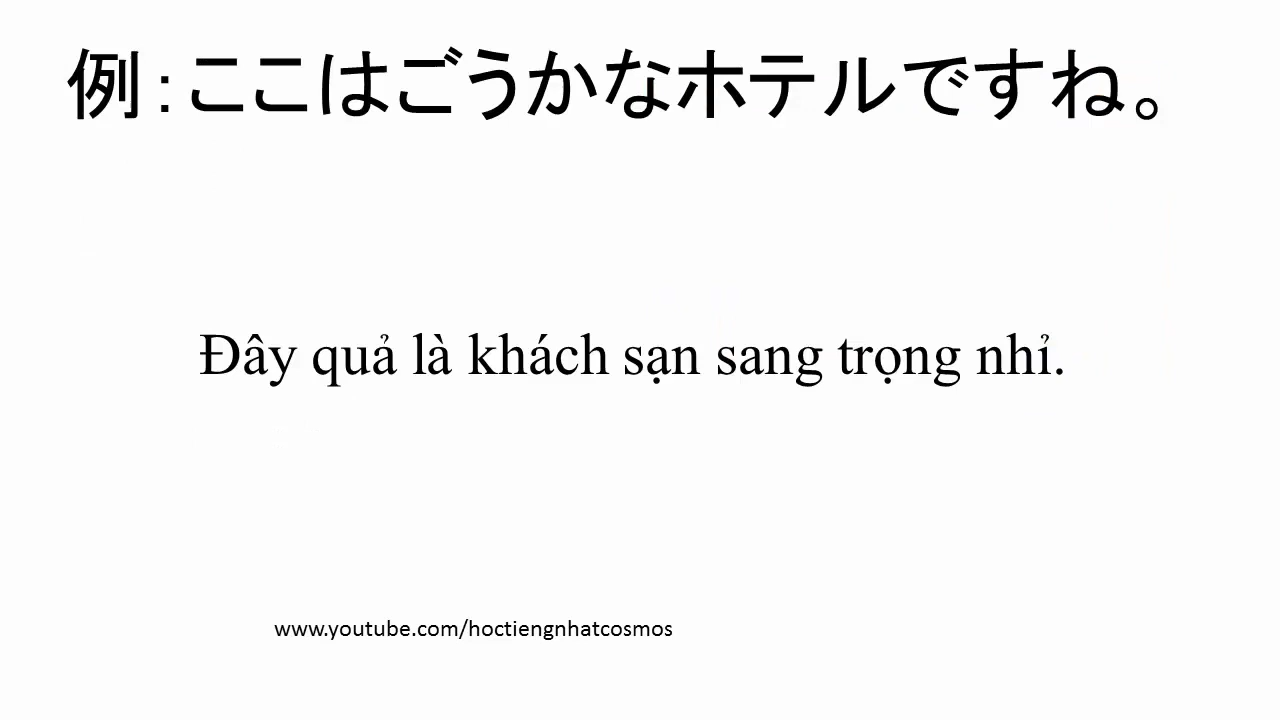 例：ここはごうかなホテルですね。
Đây quả là khách sạn sang trọng nhỉ.
www.youtube.com/hoctiengnhatcosmos